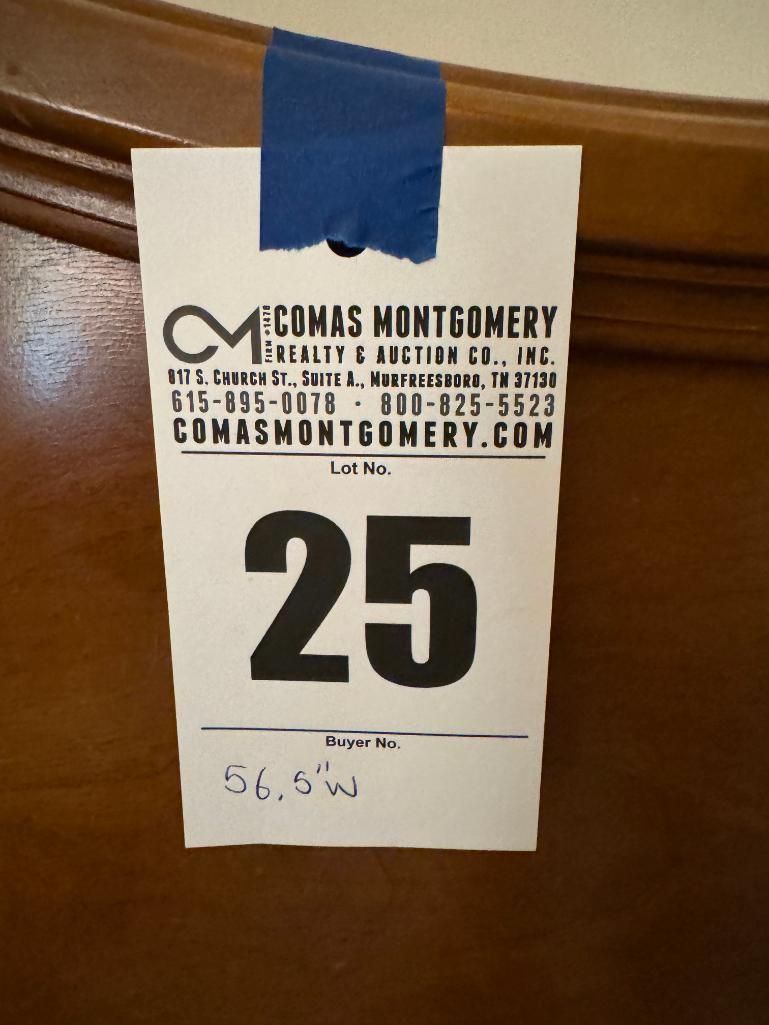 CM FIRM #1478 COMAS MONTGOMERY
REALTY & AUCTION CO., INC.
817 S. CHURCH ST., SUITE A., MURFREESBORO, TN 37130
615-895-0078 · 800-825-5523
COMASMONTGOMERY.COM
Lot No.
25
Buyer No.
56.5"W